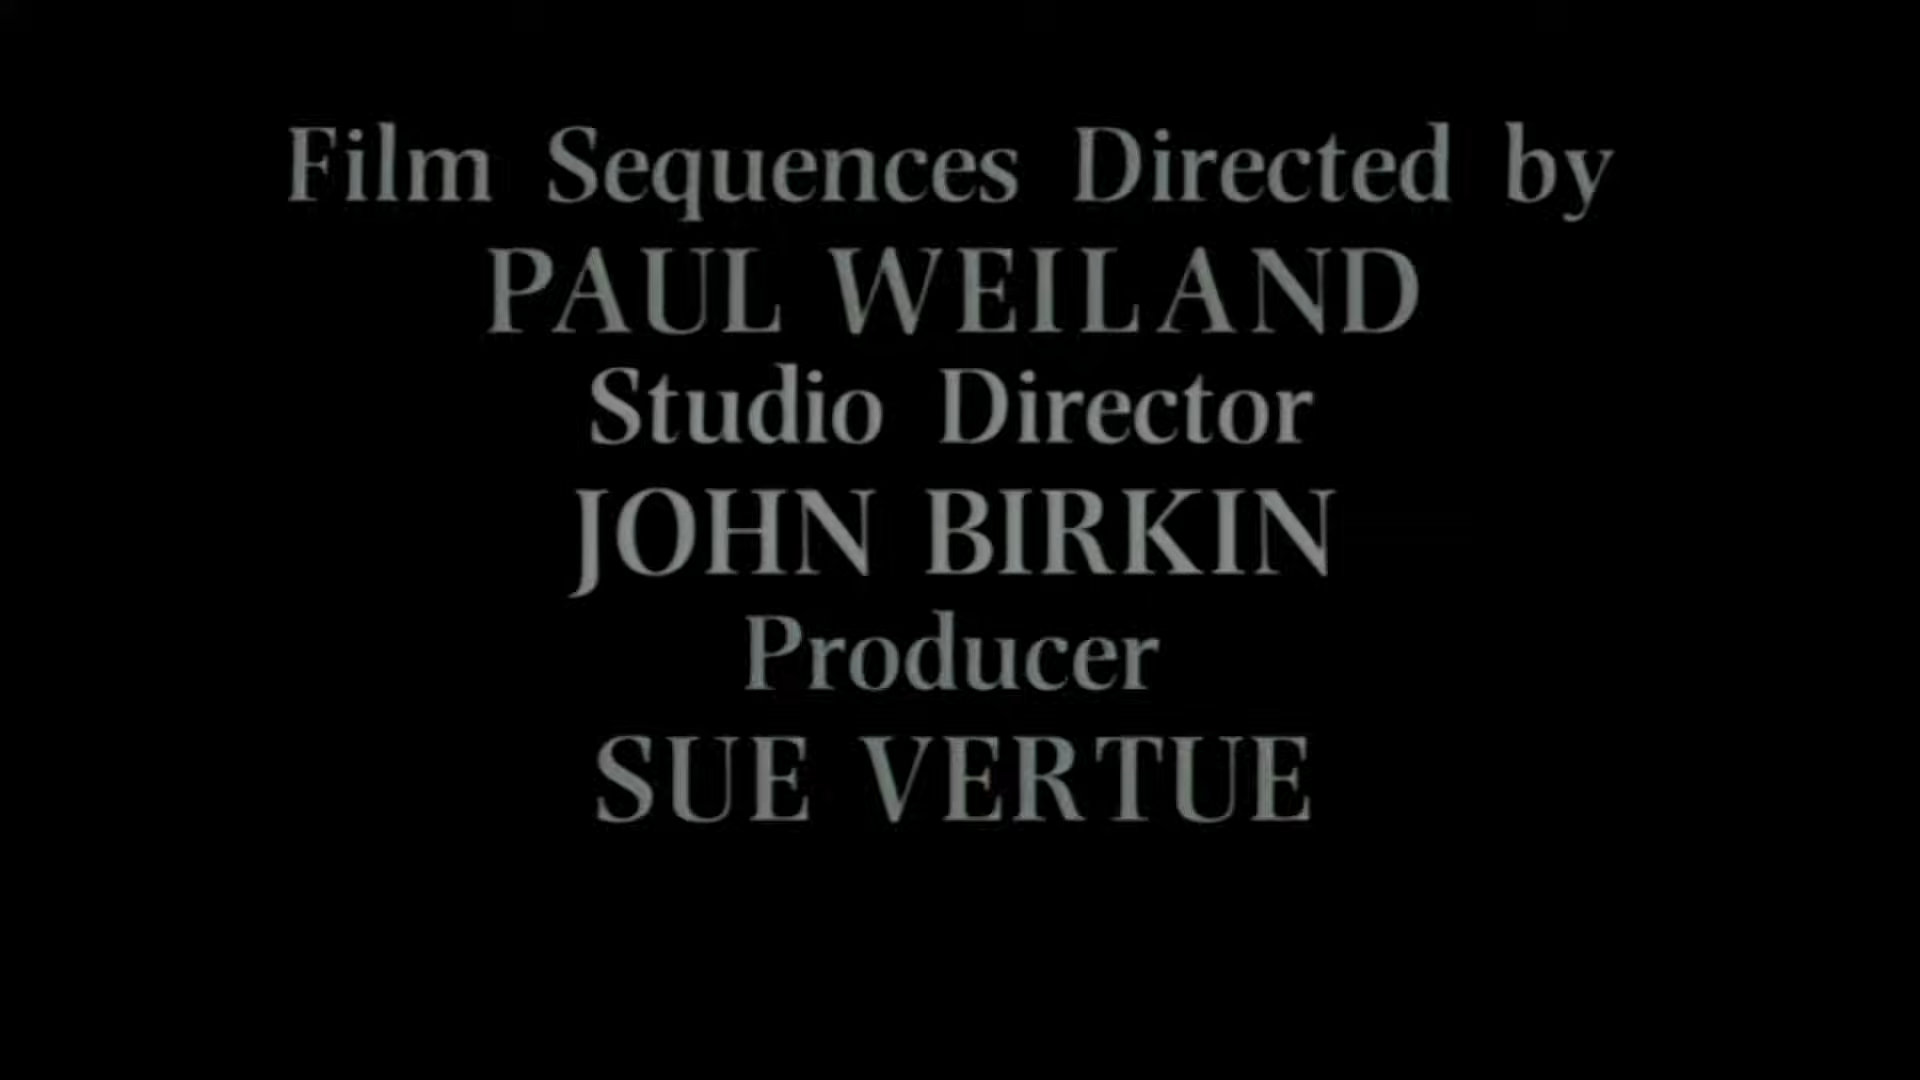 Film Sequences Directed by
PAUL WEILAND
Studio Director
JOHN BIRKIN
Producer
SUE VERTUE